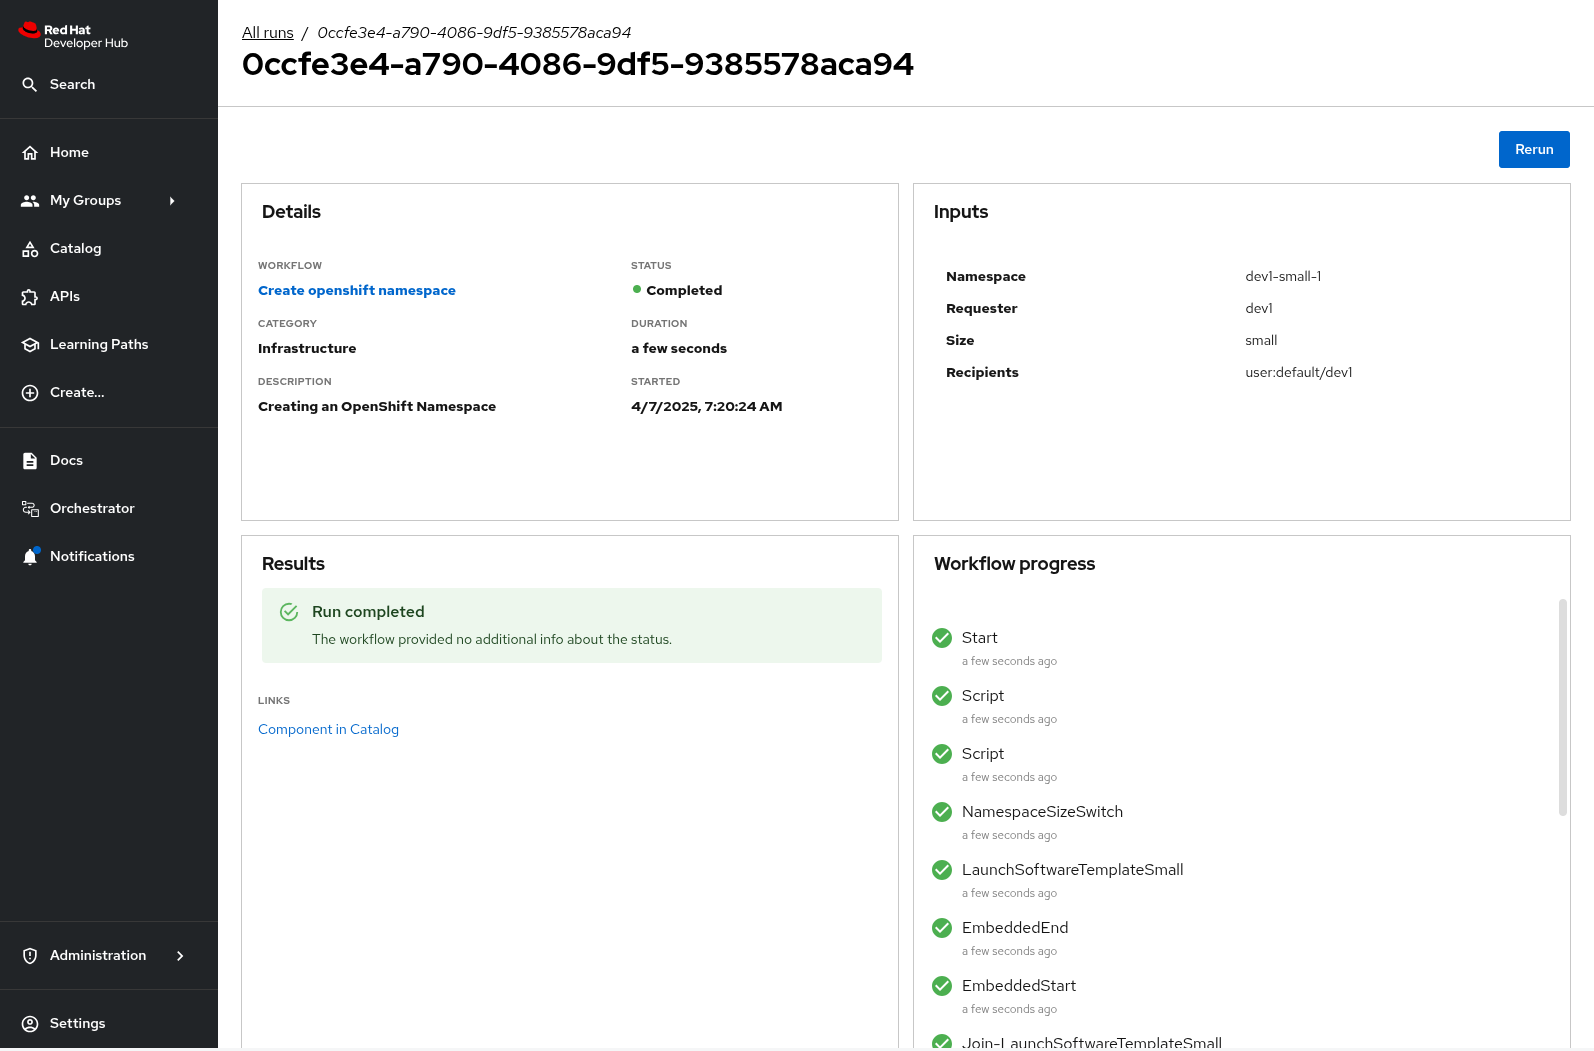 Red Hat
Developer Hub
Search
Home
My Groups
Catalog
APIs
Learning Paths
Create...
Docs
Orchestrator
Notifications
Administration
Settings
All runs / 0ccfe3e4-a790-4086-9df5-9385578aca94
0ccfe3e4-a790-4086-9df5-9385578aca94
Rerun
Details
WORKFLOW
Create openshift namespace
STATUS
Completed
CATEGORY
Infrastructure
DURATION
a few seconds
DESCRIPTION
Creating an OpenShift Namespace
STARTED
4/7/2025, 7:20:24 AM
Inputs
Namespace dev1-small-1
Requester dev1
Size small
Recipients user:default/dev1
Results
Run completed
The workflow provided no additional info about the status.
LINKS
Component in Catalog
Workflow progress
Start
a few seconds ago
Script
a few seconds ago
Script
a few seconds ago
NamespaceSizeSwitch
a few seconds ago
LaunchSoftwareTemplateSmall
a few seconds ago
EmbeddedEnd
a few seconds ago
EmbeddedStart
a few seconds ago
Join-LaunchSoftwareTemplateSmall